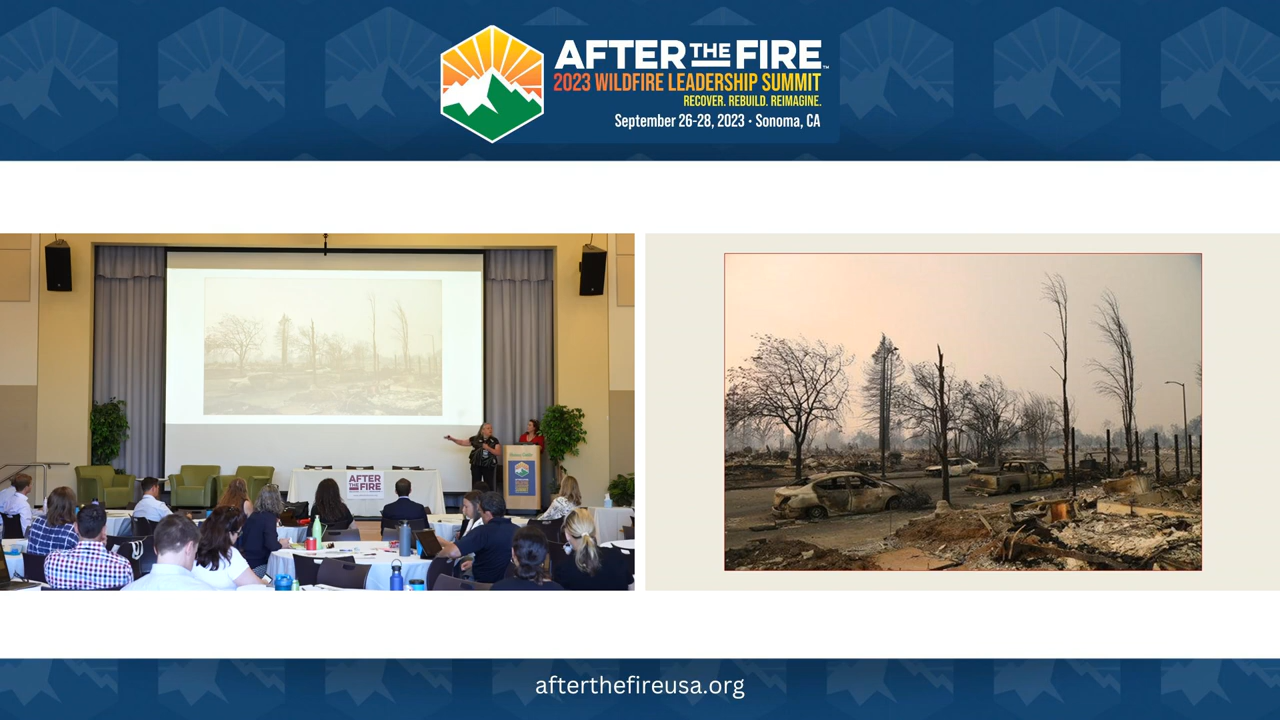 AFTER THE FIRE™
2023 WILDFIRE LEADERSHIP SUMMIT
RECOVER. REBUILD. REIMAGINE.
September 26-28, 2023 • Sonoma, CA
AFTER
THE FIRE
afterthefireusa.org